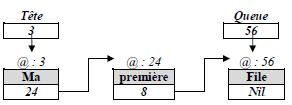 Tête Queue
3 56
@ : 3 @ : 24 @ : 56
Ma première File
24 8 Nil